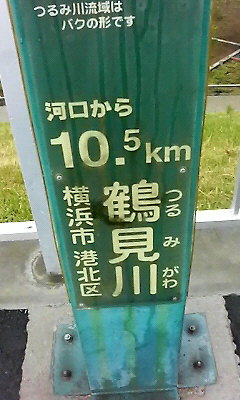 つるみ川流域は
バクの形です
河口から
10.5km
鶴見川
つるみがわ
横浜市港北区